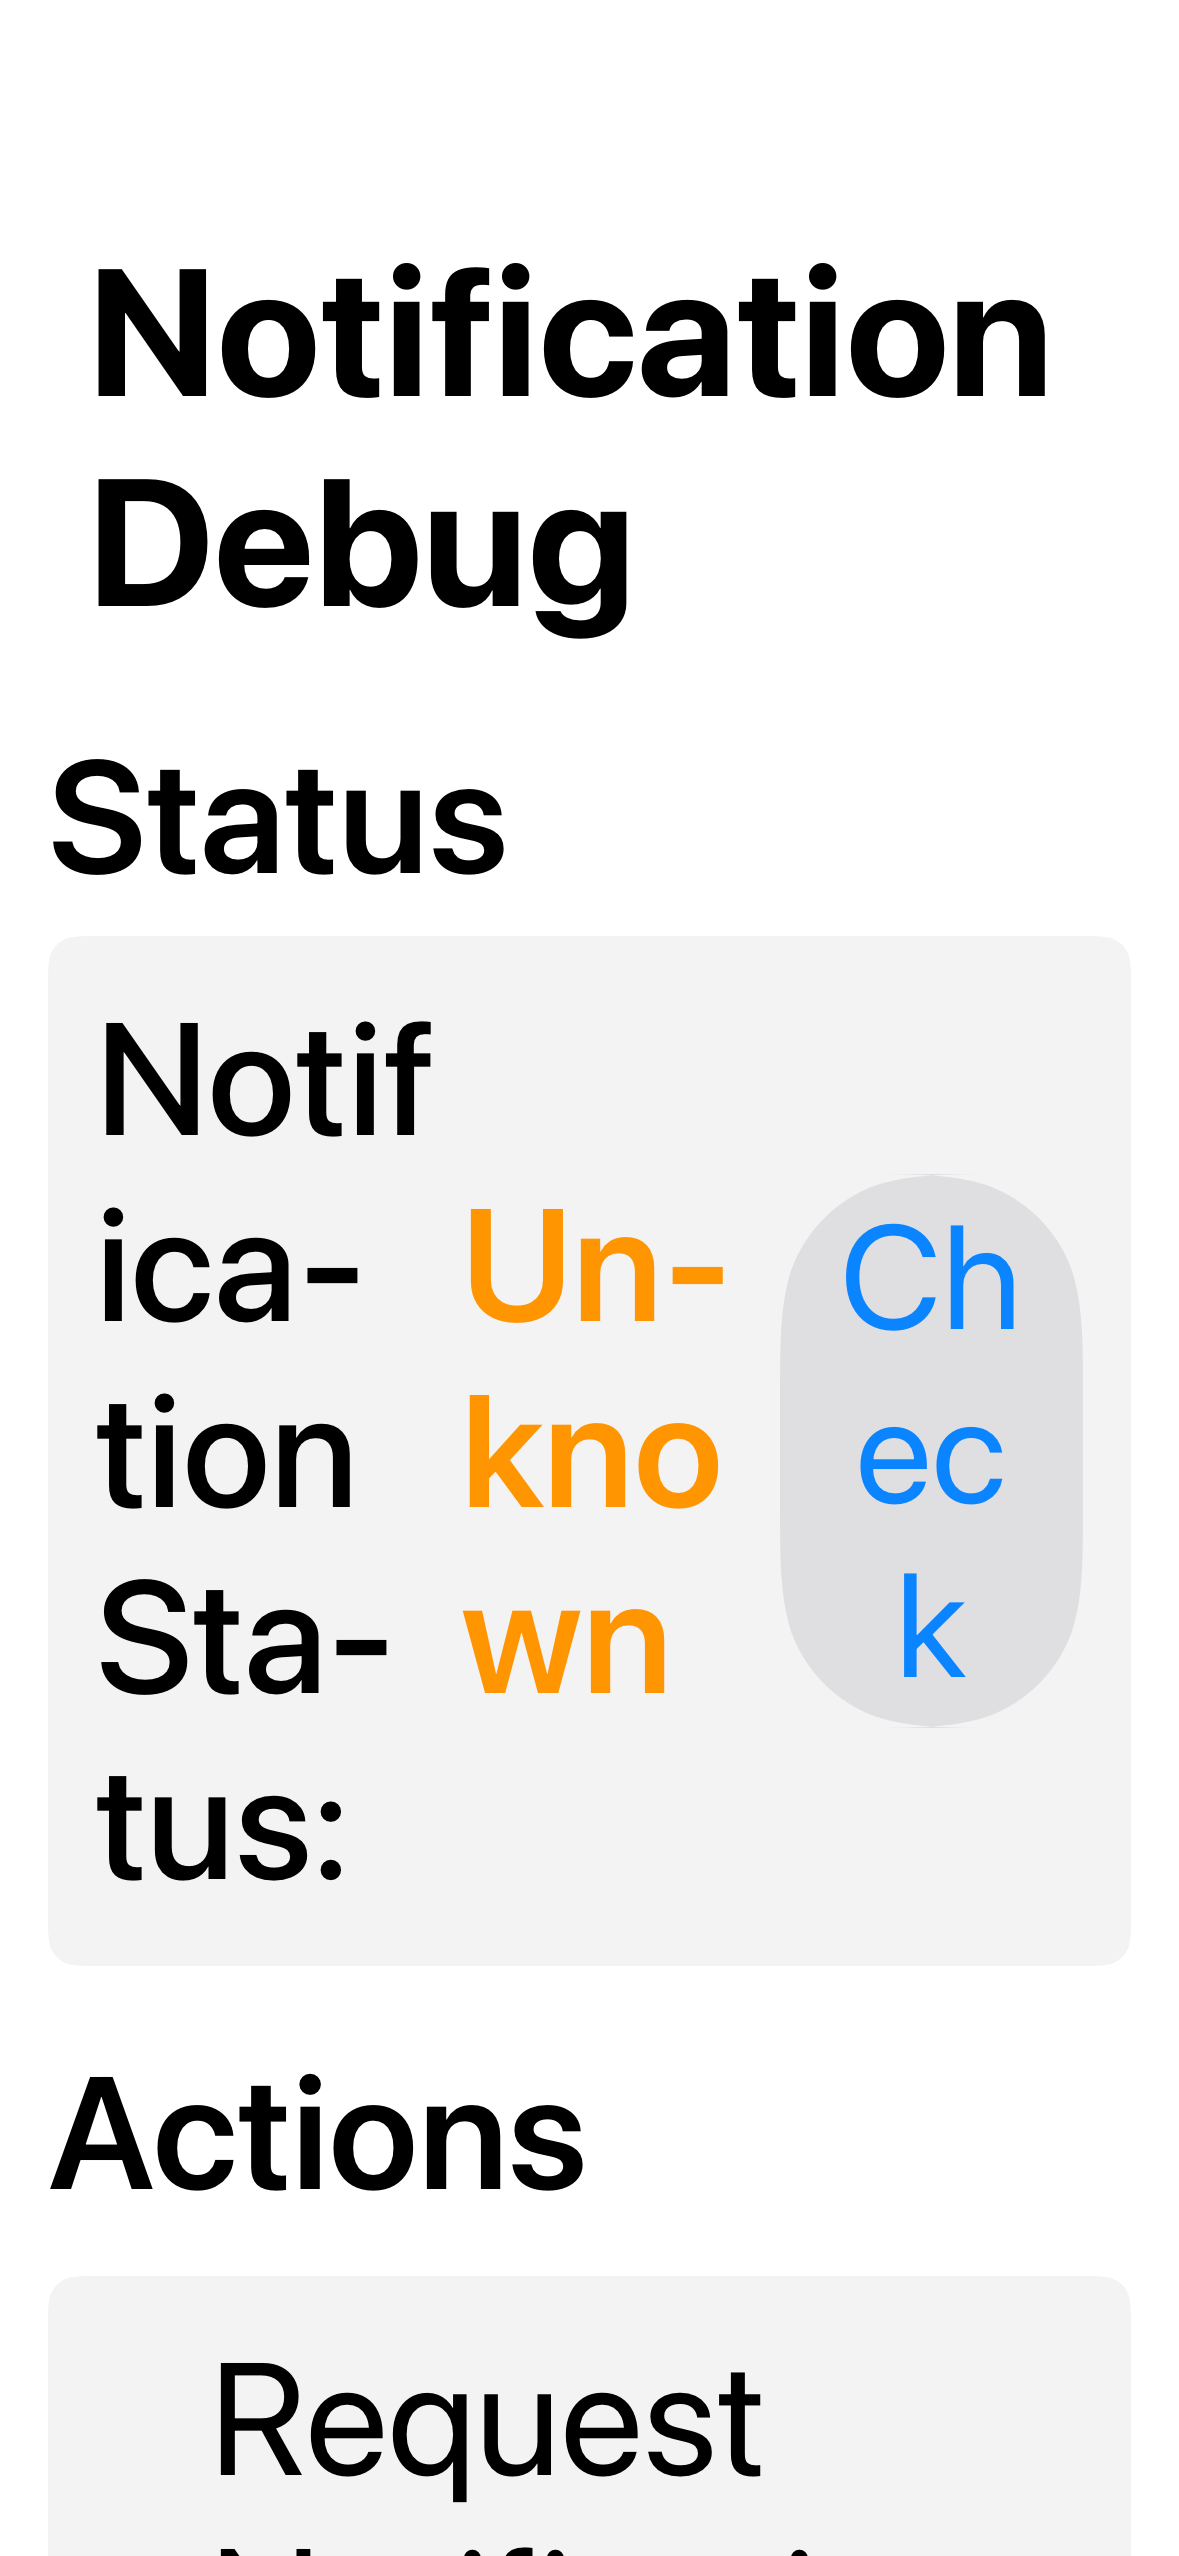 Notification
Debug
Status
Notif
ica-
tion
Sta-
tus:
Un-
kno
wn
Ch
ec
k
Actions
Request